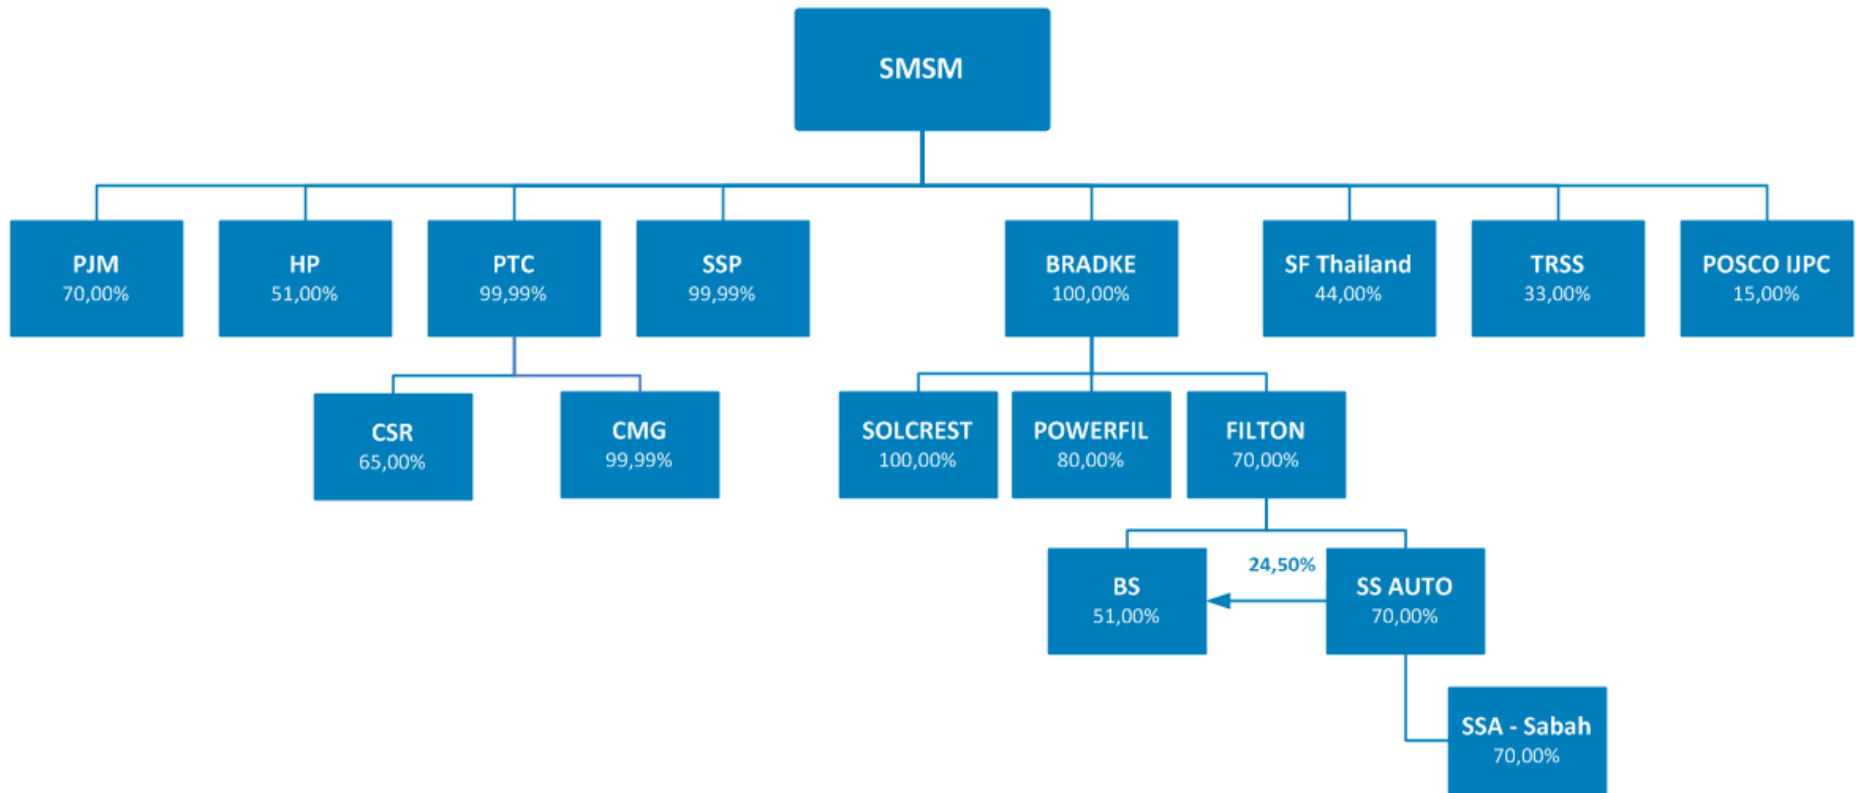 SMSM
PJM
70,00%
HP
51,00%
PTC
99,99%
SSP
99,99%
BRADKE
100,00%
SF Thailand
44,00%
TRSS
33,00%
POSCO IJPC
15,00%
CSR
65,00%
CMG
99,99%
SOLCREST
100,00%
POWERFIL
80,00%
FILTON
70,00%
BS
51,00%
24,50%
SS AUTO
70,00%
SSA - Sabah
70,00%